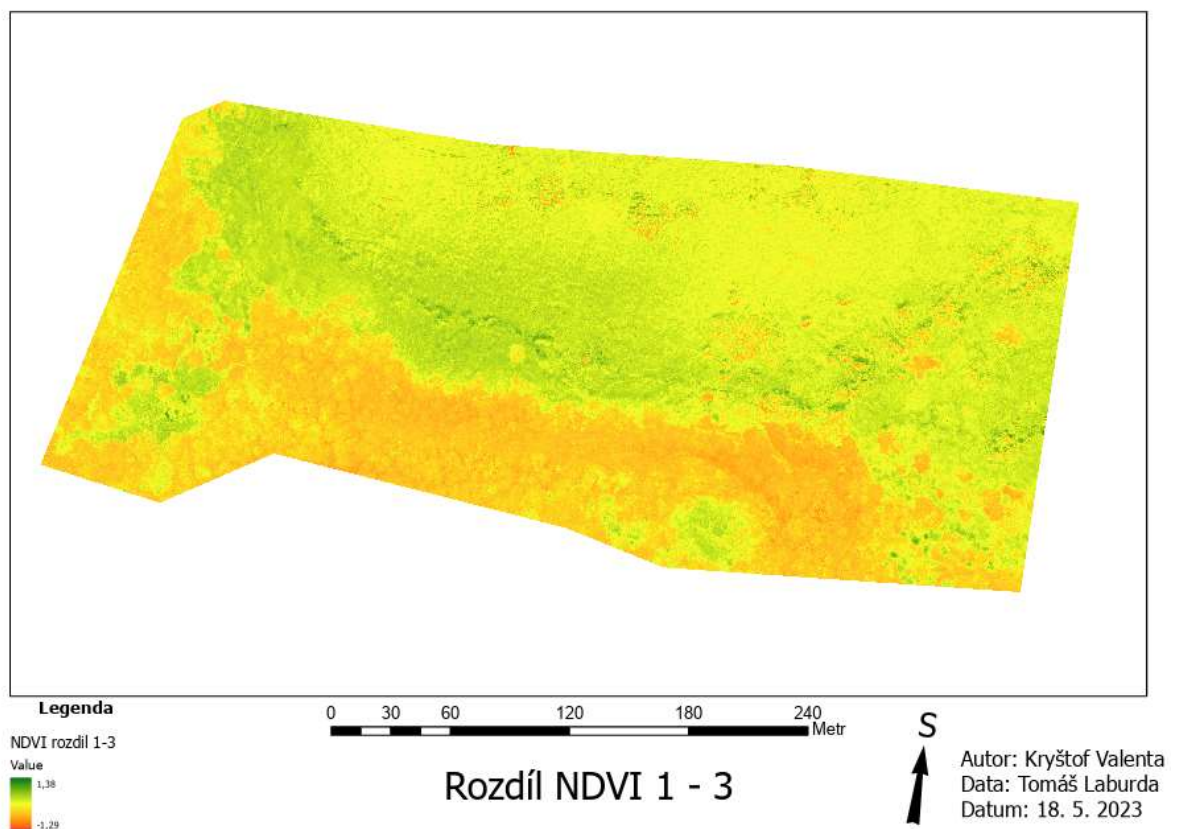 Legenda
NDVI rozdil 1-3
Value
1,38
-1,29
0 30 60 120 180 240
Metr
Rozdíl NDVI 1 - 3
S
Autor: Kryštof Valenta
Data: Tomáš Laburda
Datum: 18. 5. 2023